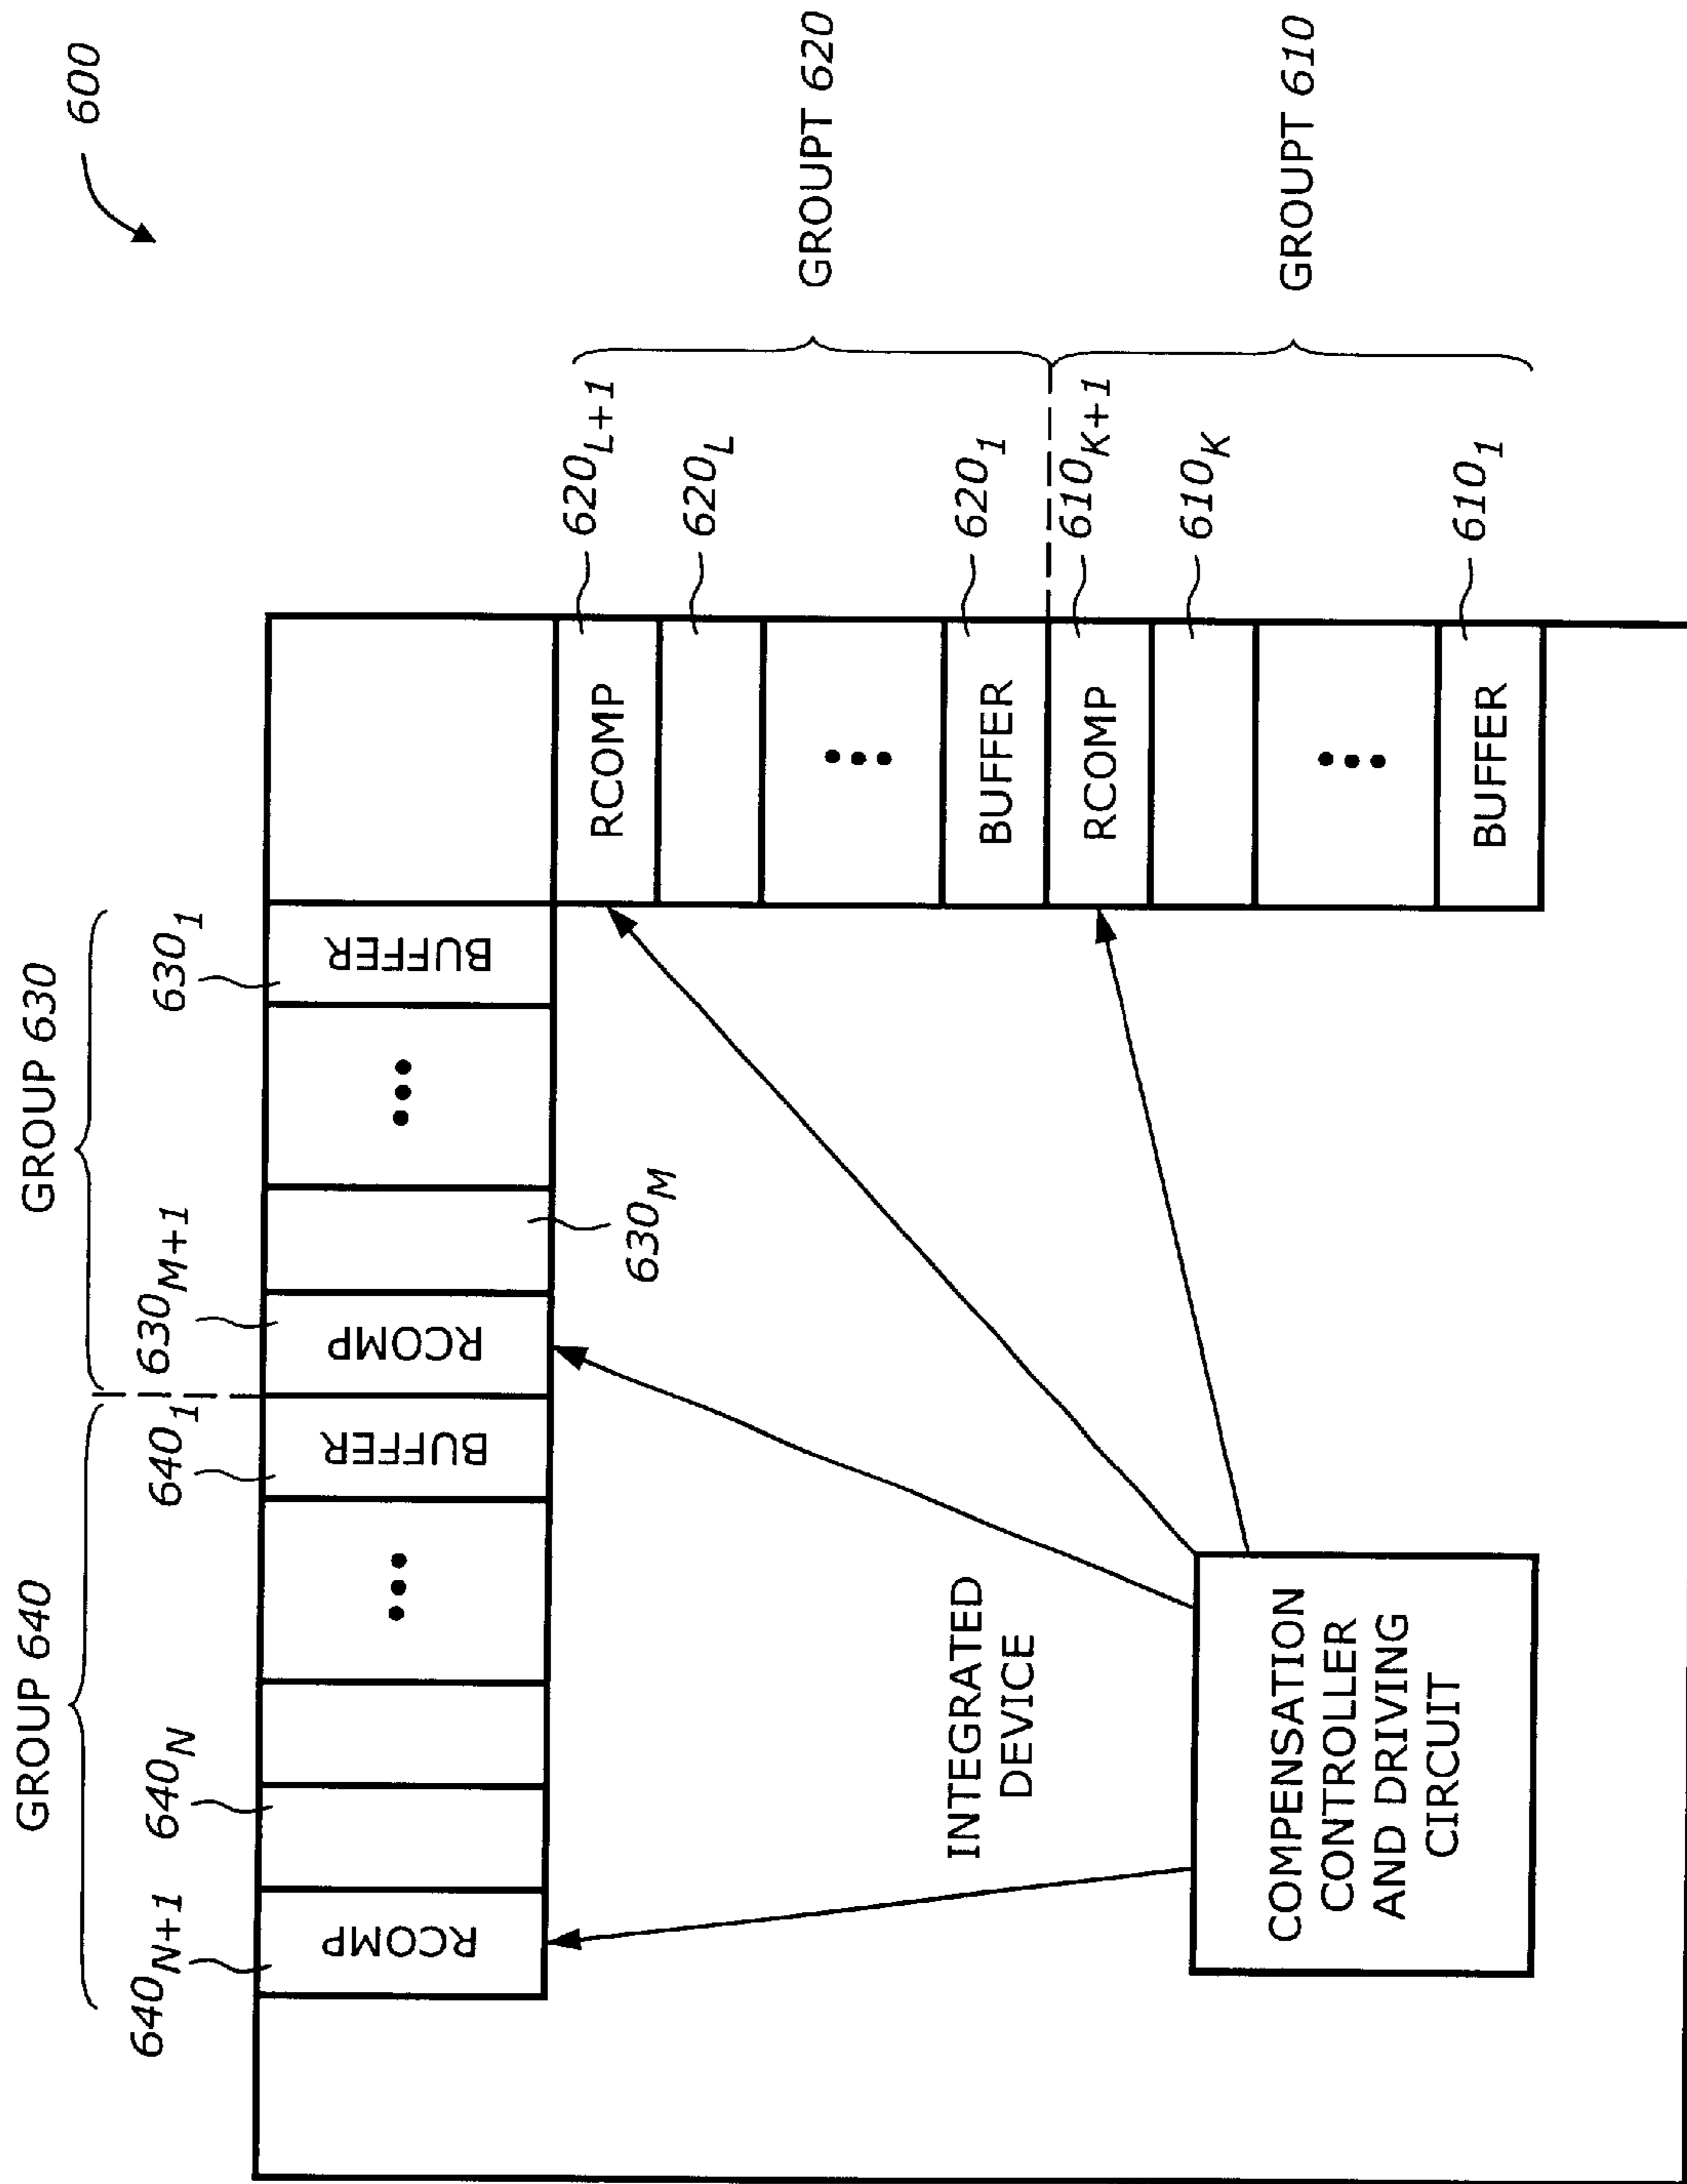 600
GROUP 640
GROUP 630
640N+1
640N
6401
630M+1
6301
RCOMP
BUFFER
•••
RCOMP
BUFFER
•••
630M
RCOMP
620L+1
620L
•••
BUFFER
6201
GROUPT 620
RCOMP
610K+1
610K
•••
BUFFER
6101
GROUPT 610
INTEGRATED
DEVICE
COMPENSATION
CONTROLLER
AND DRIVING
CIRCUIT